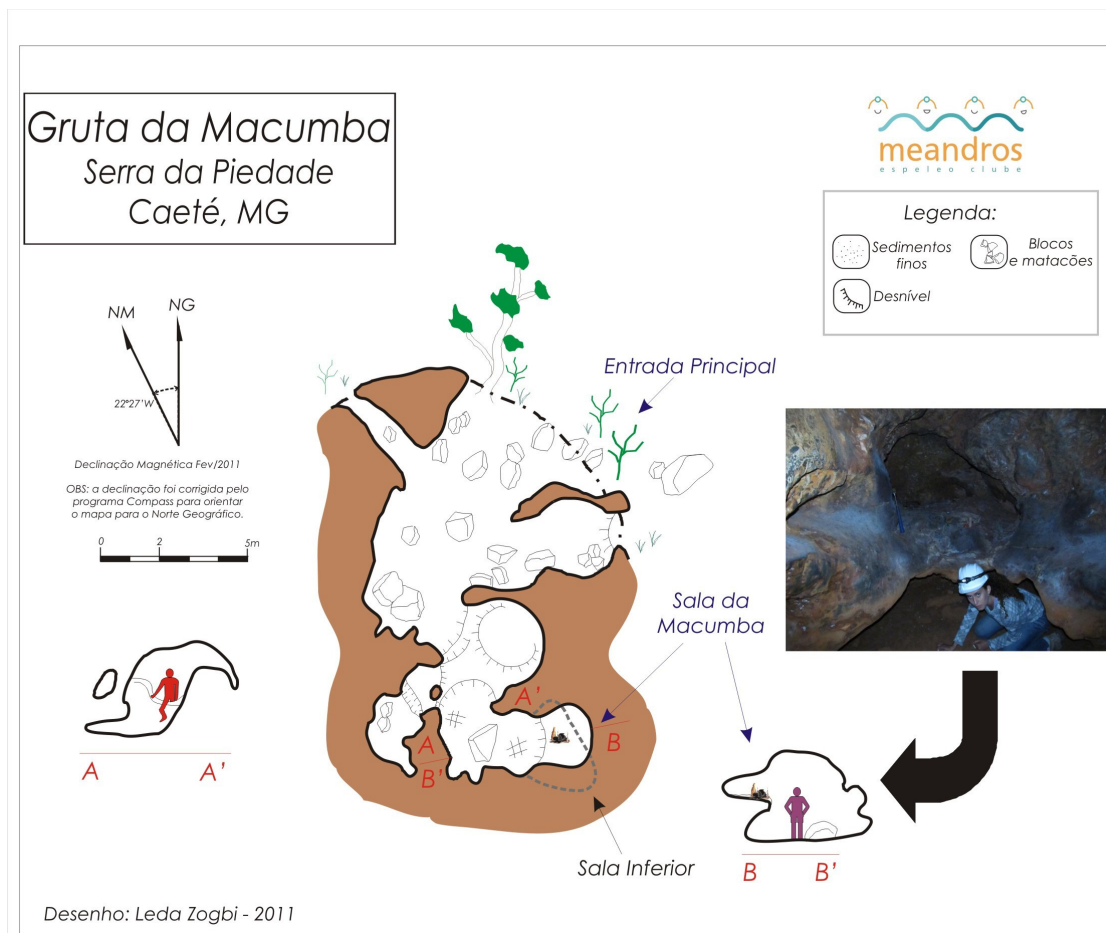 Gruta da Macumba
Serra da Piedade
Caeté, MG
meandros
espeleo clube
Legenda:
Sedimentos
finos
Blocos
e matacões
Desnível
NM
NG
22°27'W
Declinação Magnética Fev/2011
OBS: a declinação foi corrigida pelo
programa Compass para orientar
o mapa para o Norte Geográfico.
0 2 5m
Entrada Principal
Sala da
Macumba
A'
B
A
B'
A A'
Sala Inferior
B B'
Desenho: Leda Zogbi - 2011